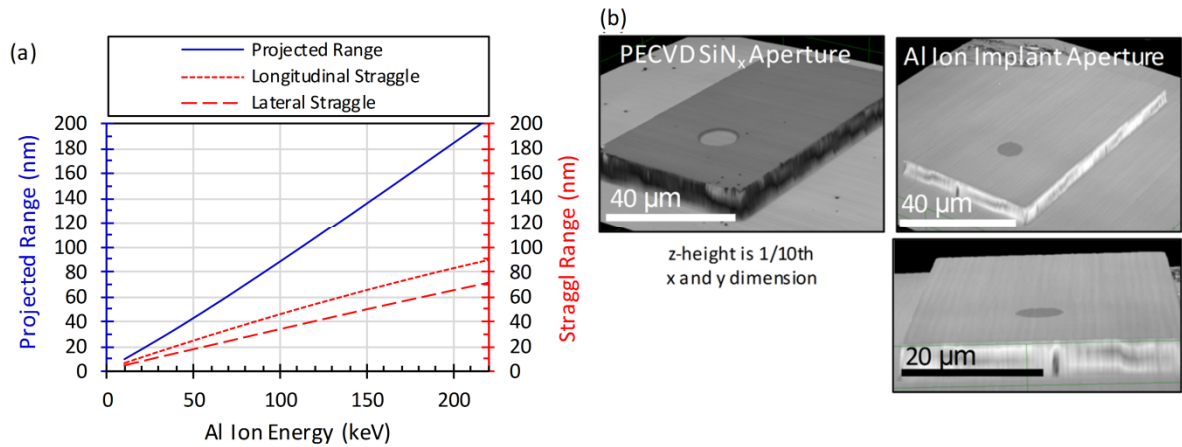 (a)
Projected Range
Longitudinal Straggle
Lateral Straggle
Projected Range (nm)
200
180
160
140
120
100
80
60
40
20
0
200
180
160
140
120
100
80
60
40
20
0
Straggl Range (nm)
0
50
100
150
200
Al Ion Energy (keV)
(b)
PECVD SiNₓ Aperture
40 µm
Al Ion Implant Aperture
40 µm
z-height is 1/10th
x and y dimension
20 µm